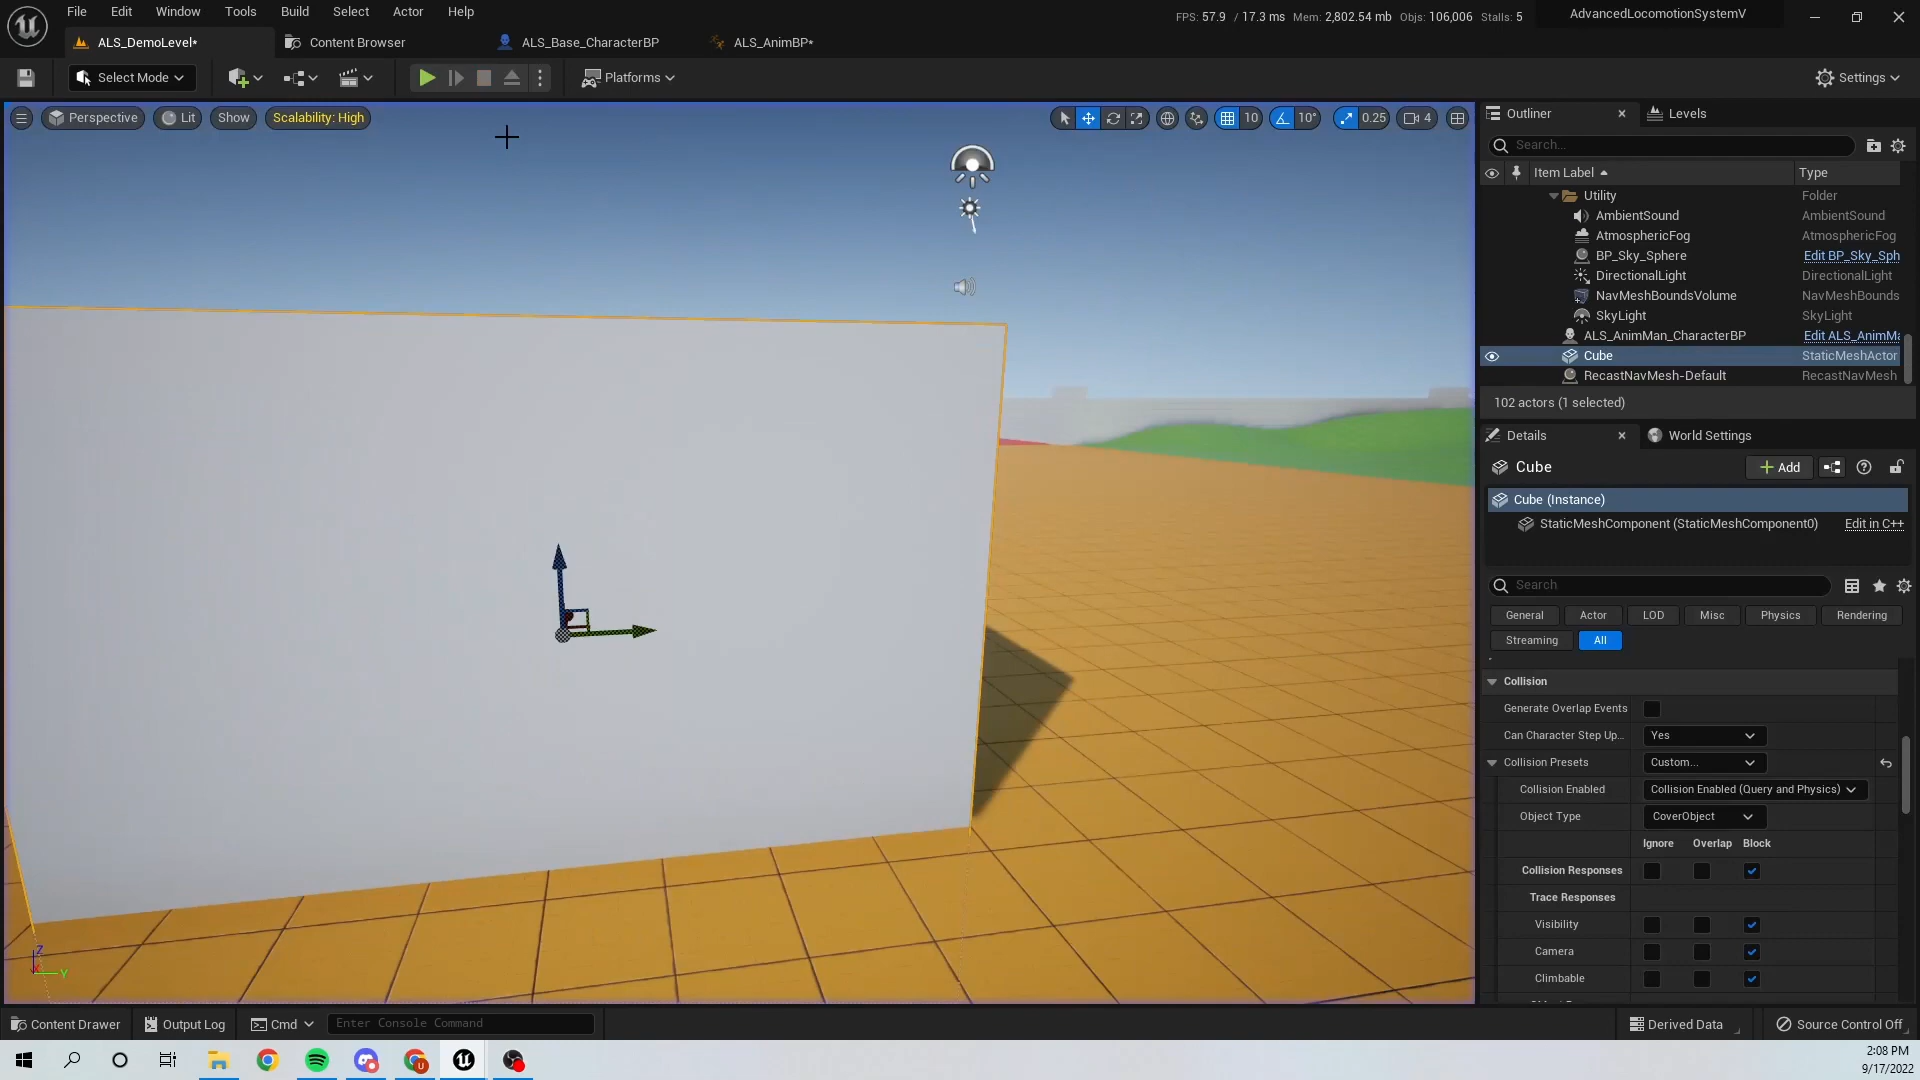 File Edit Window Tools Build Select Actor Help
FPS: 57.9 / 17.3 ms Mem: 2,802.54 mb Objs: 106,006 Stalls: 5
AdvancedLocomotionSystemV
ALS_DemoLevel*
Content Browser
ALS_Base_CharacterBP
ALS_AnimBP*
Select Mode
Platforms
Settings
Perspective
Lit
Show
Scalability: High
10
10°
0.25
4
Outliner
Levels
Search...
Item Label
Type
Utility Folder
AmbientSound AmbientSound
AtmosphericFog AtmosphericFog
BP_Sky_Sphere Edit BP_Sky_Sph
DirectionalLight DirectionalLight
NavMeshBoundsVolume NavMeshBounds
SkyLight SkyLight
ALS_AnimMan_CharacterBP Edit ALS_AnimMa
Cube StaticMeshActor
RecastNavMesh-Default RecastNavMesh
102 actors (1 selected)
Details
World Settings
Cube
Add
Cube (Instance)
StaticMeshComponent (StaticMeshComponent0) Edit in C++
Search
General Actor LOD Misc Physics Rendering
Streaming All
Collision
Generate Overlap Events
Can Character Step Up... Yes
Collision Presets Custom...
Collision Enabled Collision Enabled (Query and Physics)
Object Type CoverObject
Ignore Overlap Block
Collision Responses
Trace Responses
Visibility
Camera
Climbable
Z
Y
Content Drawer
Output Log
Cmd
Enter Console Command
Derived Data
Source Control Off
2:08 PM
9/17/2022